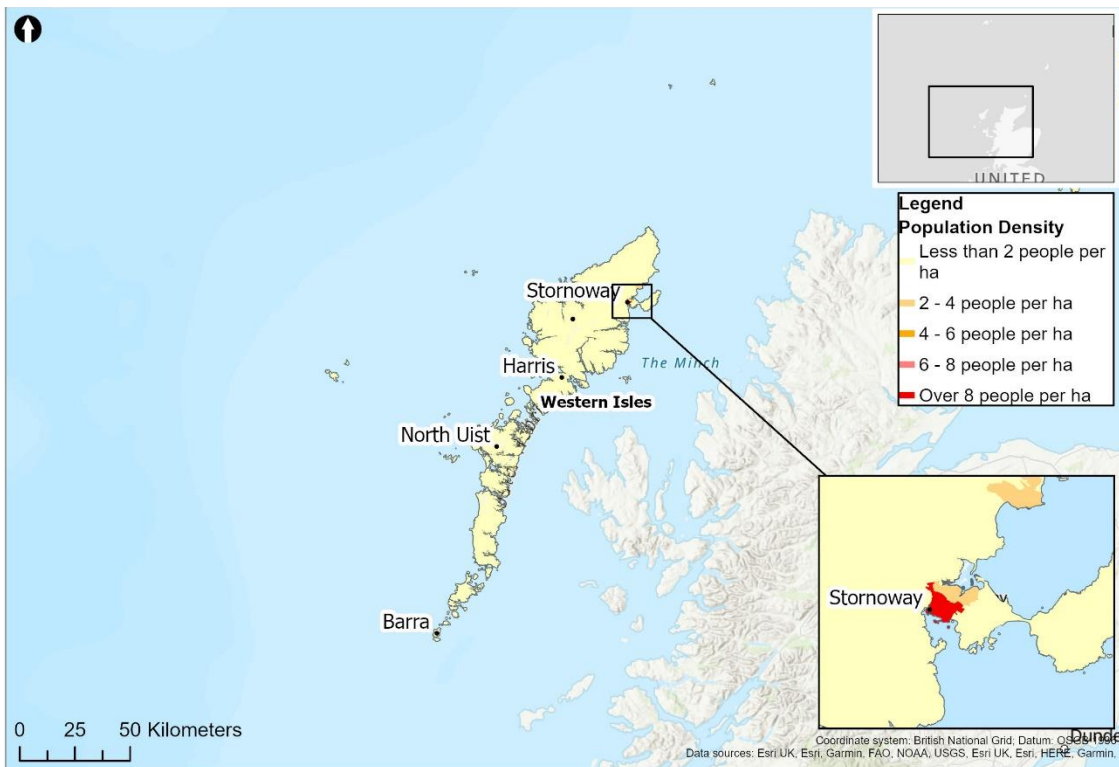 UNITED
Legend
Population Density
Less than 2 people per
ha
2 - 4 people per ha
4 - 6 people per ha
6 - 8 people per ha
Over 8 people per ha
Stornoway
The Minch
Harris
Western Isles
North Uist
Barra
Stornoway
0 25 50 Kilometers
Coordinate system: British National Grid; Datum:
Data sources: Esri UK, Esri, Garmin, FAO, NOAA, USGS, Esri UK, Esri, HERE, Garmin,